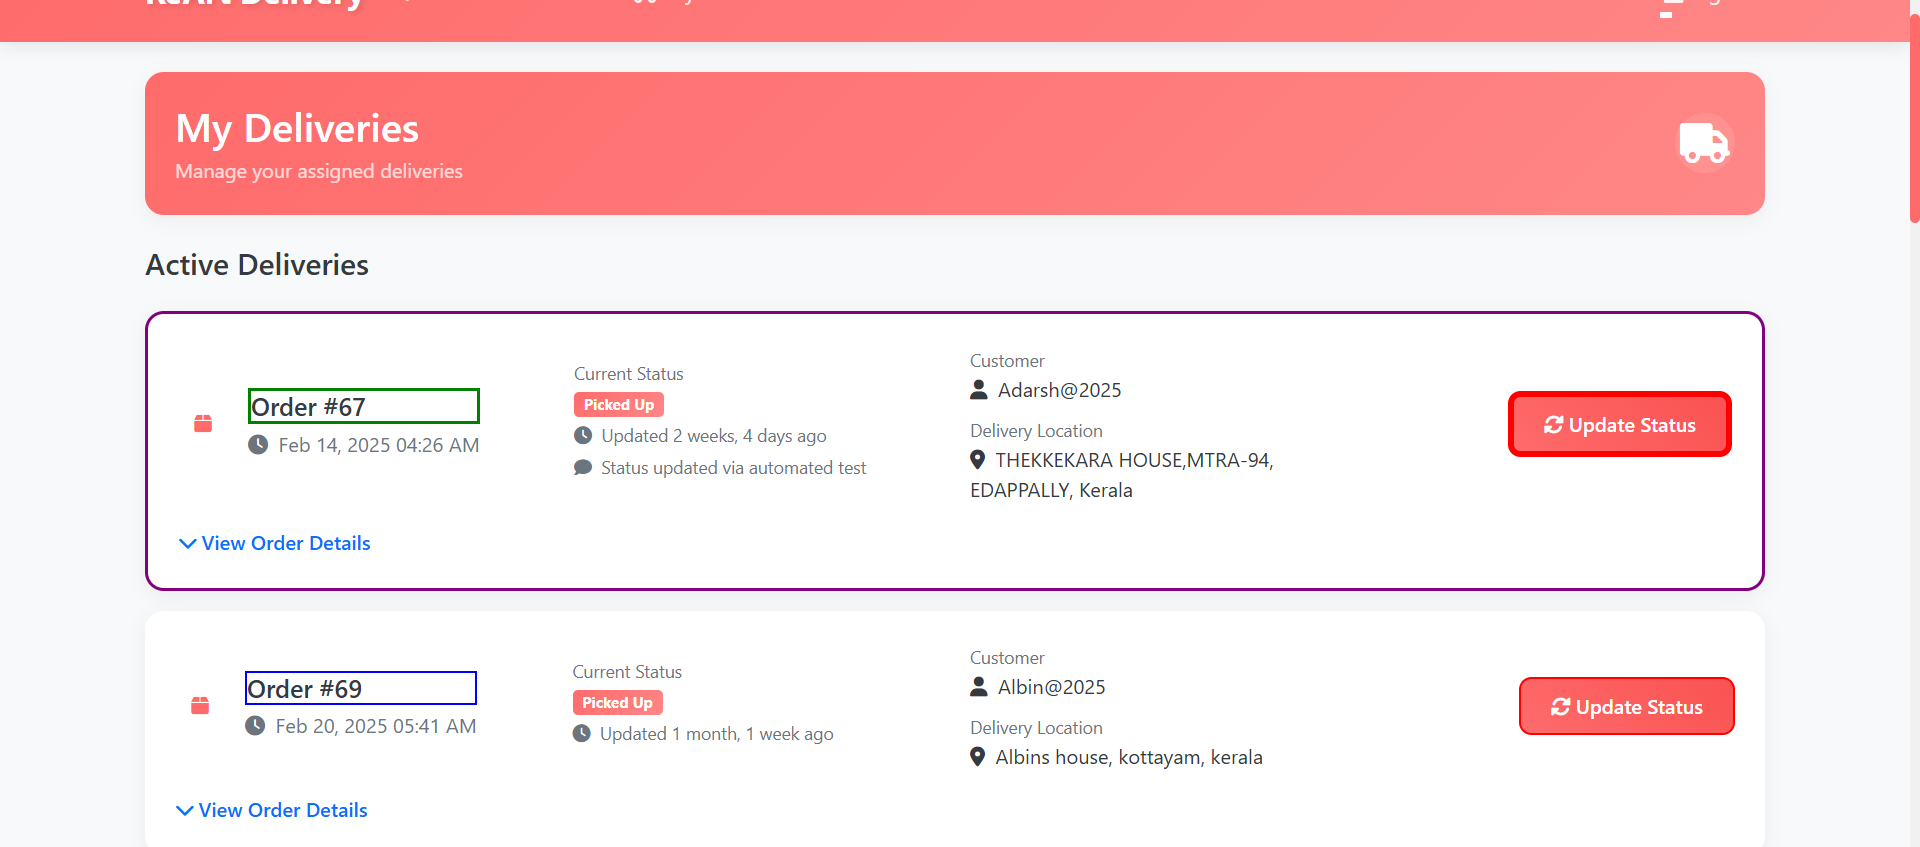 ReArt Delivery
My Deliveries
Manage your assigned deliveries
Active Deliveries
Order #67
Feb 14, 2025 04:26 AM
Current Status
Picked Up
Updated 2 weeks, 4 days ago
Status updated via automated test
Customer
Adarsh@2025
Delivery Location
THEKKEKARA HOUSE,MTRA-94,
EDAPPALLY, Kerala
Update Status
View Order Details
Order #69
Feb 20, 2025 05:41 AM
Current Status
Picked Up
Updated 1 month, 1 week ago
Customer
Albin@2025
Delivery Location
Albins house, kottayam, kerala
Update Status
View Order Details